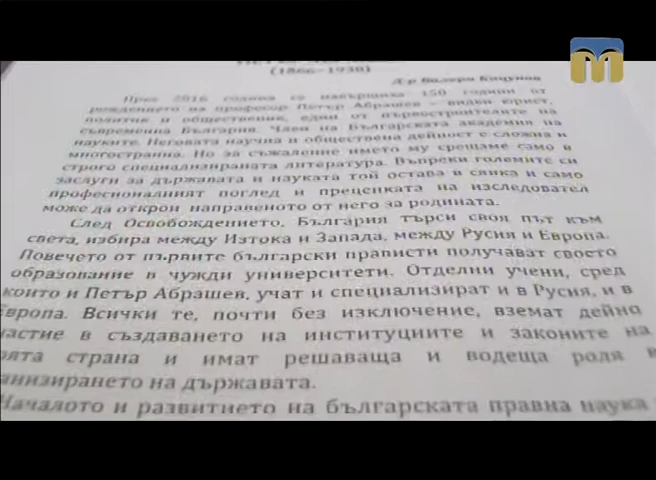 (1866–1930)
Д-р Валери Кицунов
През 2016 година се навършиха 150 години от
рождението на професор Петър Абрашев – виден юрист,
политик и общественик, един от първостроителите на
съвременна България. Член на Българската академия на
науките. Неговата научна и обществена дейност е сложна и
многостранна. Но за съжаление името му срещаме само в
строго специализираната литература. Въпреки големите си
заслуги за държавата и науката той остава в сянка и само
професионалният поглед и преценката на изследовател
може да открои направеното от него за родината.
След Освобождението, България търси своя път към
света, избира между Изтока и Запада, между Русия и Европа.
Повечето от първите български прависти получават своето
образование в чужди университети. Отделни учени, сред
които и Петър Абрашев, учат и специализират и в Русия, и в
Европа. Всички те, почти без изключение, вземат дейно
частие в създаването на институциите и законите на
ята страна и имат решаваща и водеща роля в
анизирането на държавата.
Началото и развитието на българската правна наука